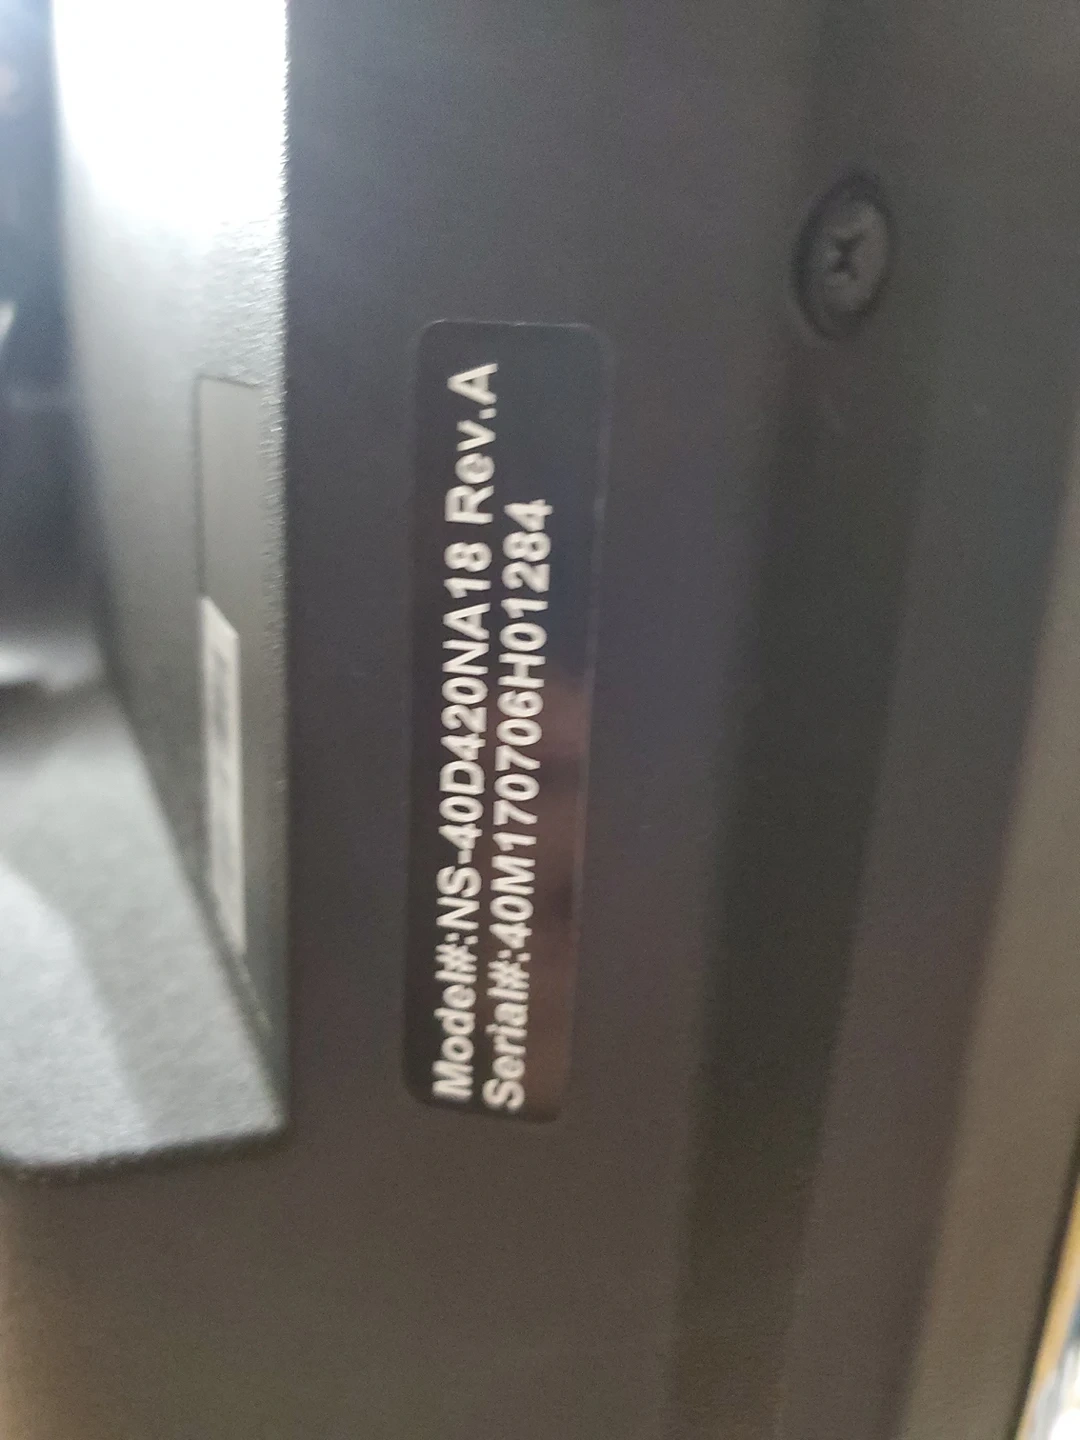 Model#:NS-40D420NA18 Rev.A
Serial#:40M170706H01284